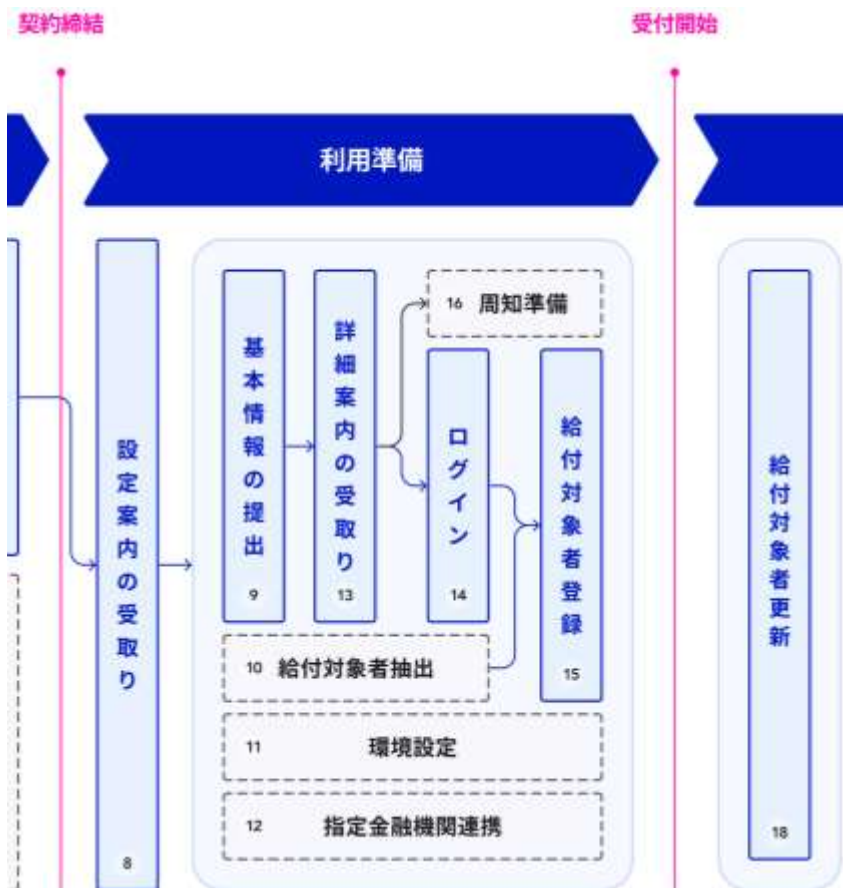 契約締結
受付開始
利用準備
設定案内の受取り
8
基本情報の提出
9
詳細案内の受取り
13
16 周知準備
ログイン
14
給付対象者登録
15
10 給付対象者抽出
11 環境設定
12 指定金融機関連携
給付対象者更新
18